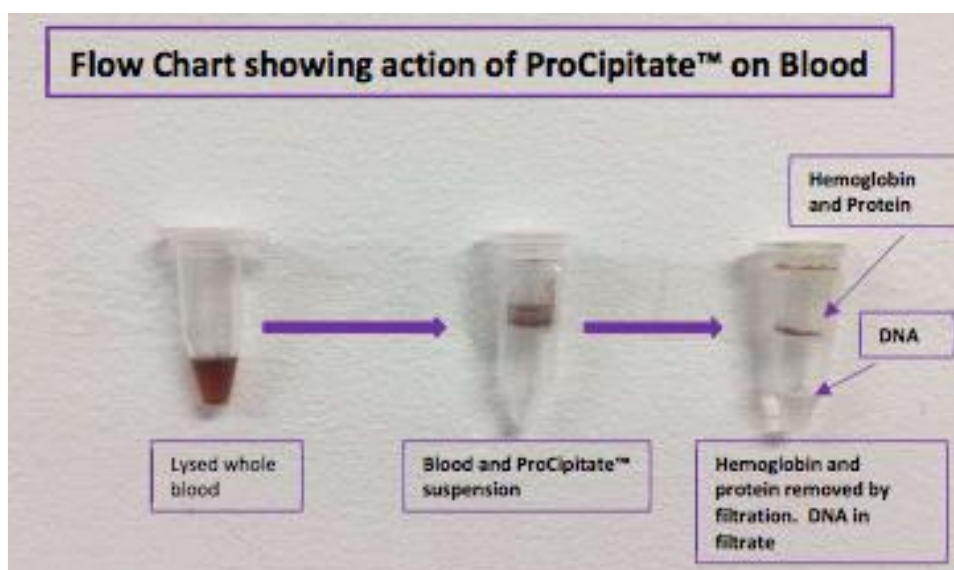 Flow Chart showing action of ProCipitate™ on Blood
Hemoglobin
and Protein
DNA
Lysed whole
blood
Blood and ProCipitate™
suspension
Hemoglobin and
protein removed by
filtration. DNA in
filtrate